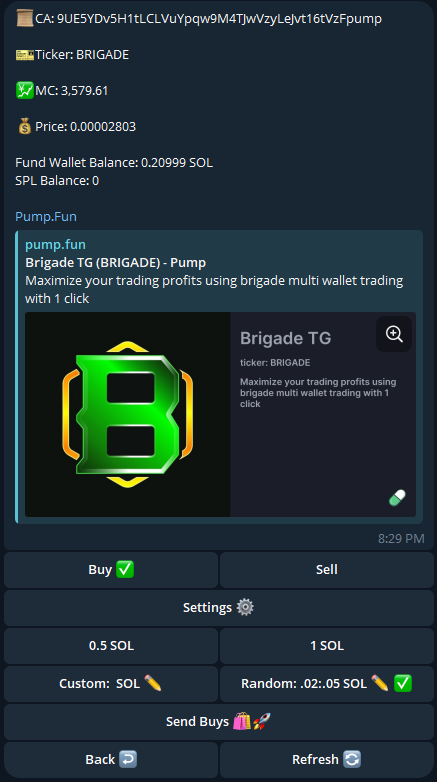 CA: 9UE5YDv5H1tLCLVuYpqw9M4TJwVzyLeJvt16tVzFpump
Ticker: BRIGADE
MC: 3,579.61
Price: 0.00002803
Fund Wallet Balance: 0.20999 SOL
SPL Balance: 0
Pump.Fun
pump.fun
Brigade TG (BRIGADE) - Pump
Maximize your trading profits using brigade multi wallet trading
with 1 click
B
Brigade TG
ticker: BRIGADE
Maximize your trading profits using
brigade multi wallet trading with 1
click
8:29 PM
Buy ✅
Sell
Settings ⚙️
0.5 SOL
1 SOL
Custom: SOL ✏️
Random: .02:.05 SOL ✏️ ✅
Send Buys 🛍️🚀
Back ↩️
Refresh 🔄